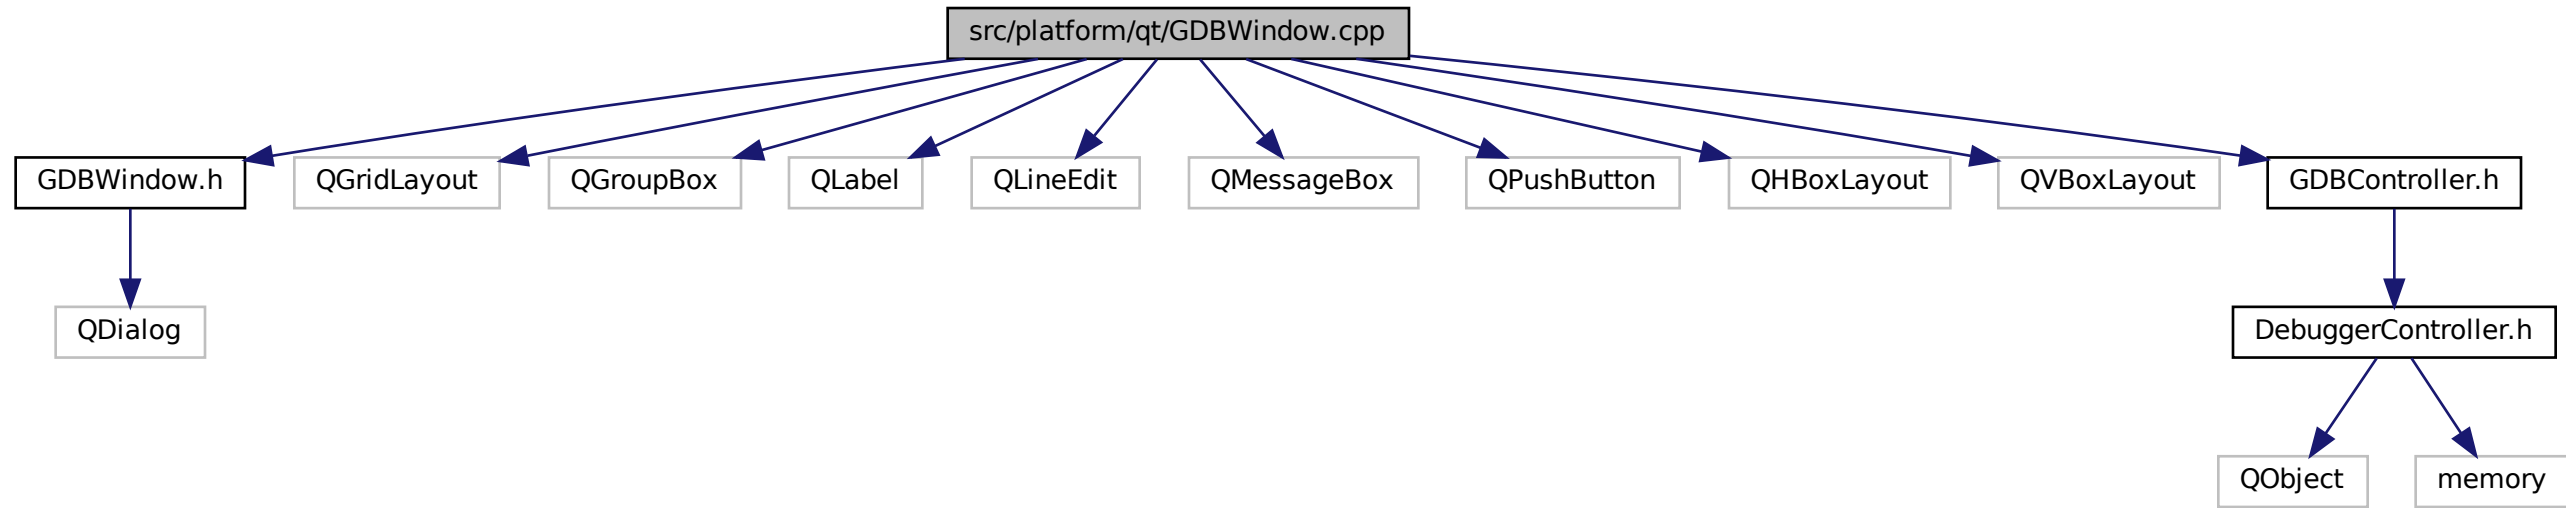 src/platform/qt/GDBWindow.cpp
GDBWindow.h
QGridLayout
QGroupBox
QLabel
QLineEdit
QMessageBox
QPushButton
QHBoxLayout
QVBoxLayout
GDBController.h
QDialog
DebuggerController.h
QObject
memory